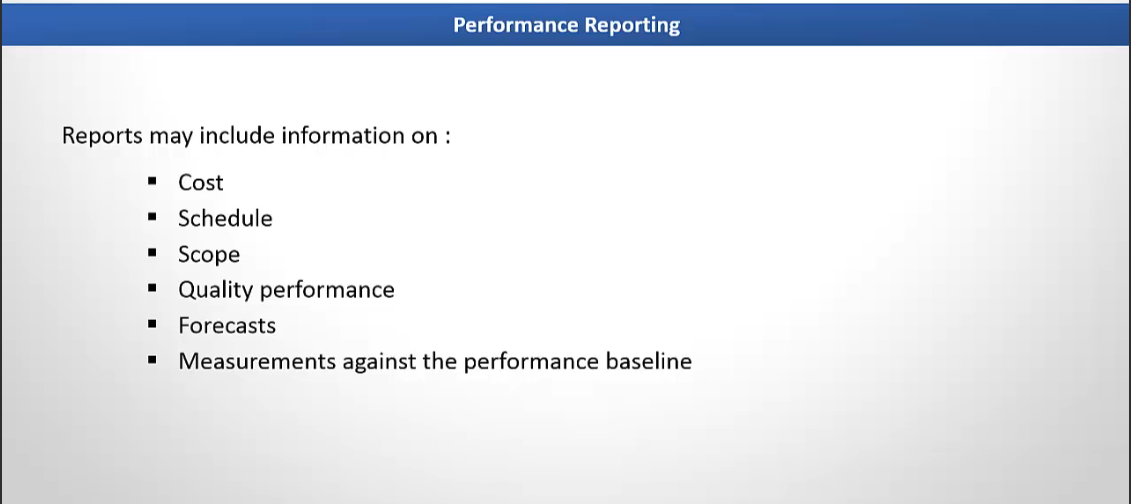 Performance Reporting
Reports may include information on :
▪ Cost
▪ Schedule
▪ Scope
▪ Quality performance
▪ Forecasts
▪ Measurements against the performance baseline